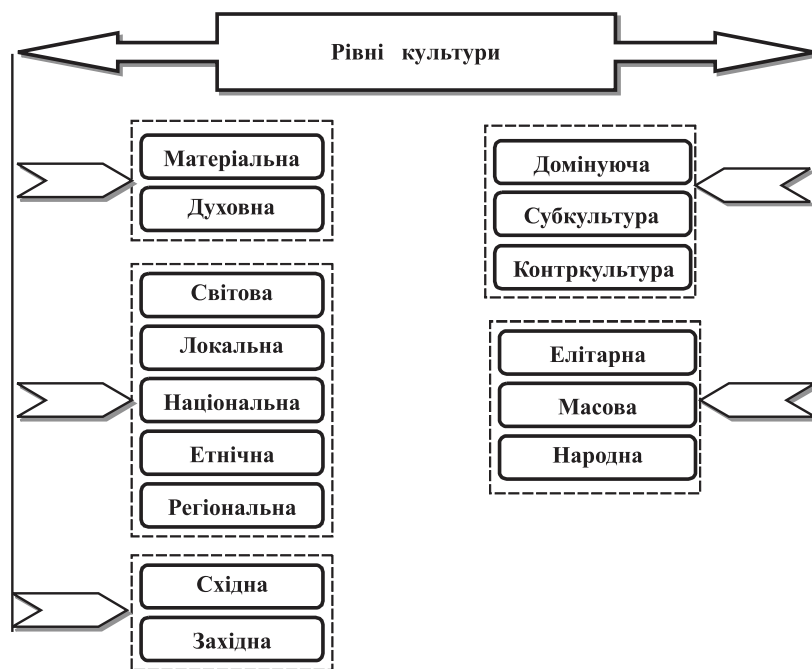 Рівні культури
Матеріальна
Духовна
Світова
Локальна
Національна
Етнічна
Регіональна
Східна
Західна
Домінуюча
Субкультура
Контркультура
Елітарна
Масова
Народна